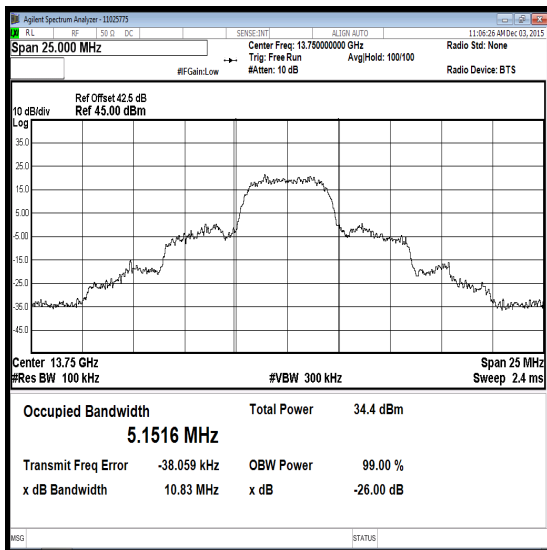 Agilent Spectrum Analyzer - 11025775
LXI RL RF 50 Ω DC SENSE:INT ALIGN AUTO 11:06:26 AM Dec 03, 2015
Span 25.000 MHz Center Freq: 13.750000000 GHz Radio Std: None
Trig: Free Run Avg|Hold: 100/100
#IFGain:Low #Atten: 10 dB Radio Device: BTS
Ref Offset 42.5 dB
10 dB/div Ref 45.00 dBm
Log
35.0
25.0
15.0
5.00
-5.00
-15.0
-25.0
-35.0
-45.0
Center 13.75 GHz Span 25 MHz
#Res BW 100 kHz #VBW 300 kHz Sweep 2.4 ms
Occupied Bandwidth Total Power 34.4 dBm
5.1516 MHz
Transmit Freq Error -38.059 kHz OBW Power 99.00 %
x dB Bandwidth 10.83 MHz x dB -26.00 dB
MSG STATUS